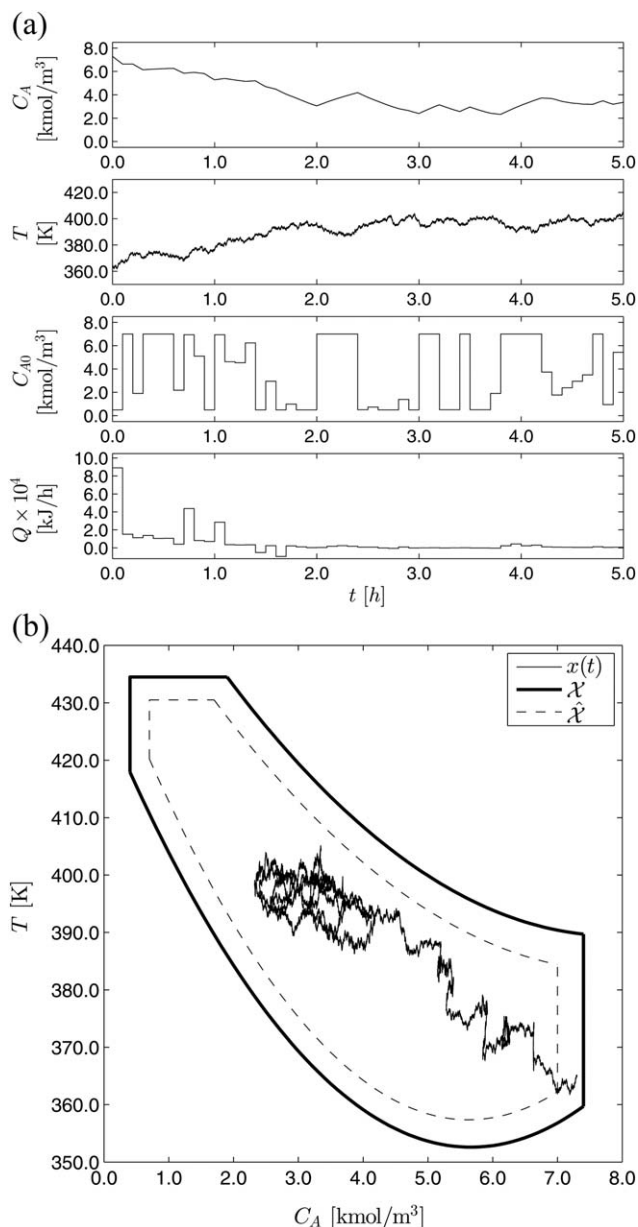 (a)
8.0
6.0
4.0
2.0
0.0
C_A
[kmol/m³]
0.0 1.0 2.0 3.0 4.0 5.0
420.0
400.0
380.0
360.0
T
[K]
0.0 1.0 2.0 3.0 4.0 5.0
8.0
6.0
4.0
2.0
0.0
C_{A0}
[kmol/m³]
0.0 1.0 2.0 3.0 4.0 5.0
10.0
8.0
6.0
4.0
2.0
0.0
Q × 10⁴
[kJ/h]
0.0 1.0 2.0 3.0 4.0 5.0
t [h]
(b)
440.0
430.0
420.0
410.0
400.0
390.0
380.0
370.0
360.0
350.0
T [K]
x(t)
𝒳
𝒳̂
0.0 1.0 2.0 3.0 4.0 5.0 6.0 7.0 8.0
C_A [kmol/m³]